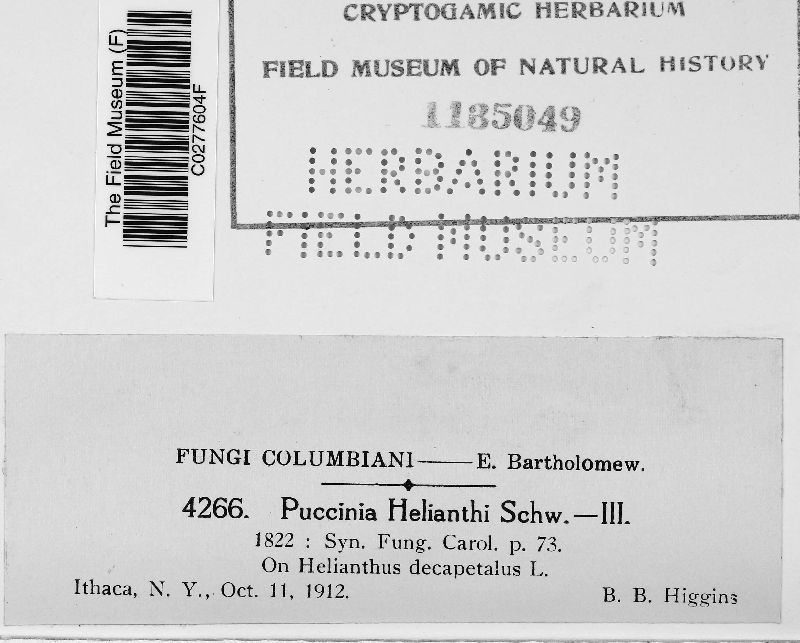 The Field Museum (F)
C0277604F
CRYPTOGAMIC HERBARIUM
FIELD MUSEUM OF NATURAL HISTORY
1185049
HERBARIUM
FIELD MUSEUM
FUNGI COLUMBIANI—E. Bartholomew.
4266. Puccinia Helianthi Schw.—III.
1822 : Syn. Fung. Carol. p. 73.
On Helianthus decapetalus L.
Ithaca, N. Y., Oct. 11, 1912. B. B. Higgins